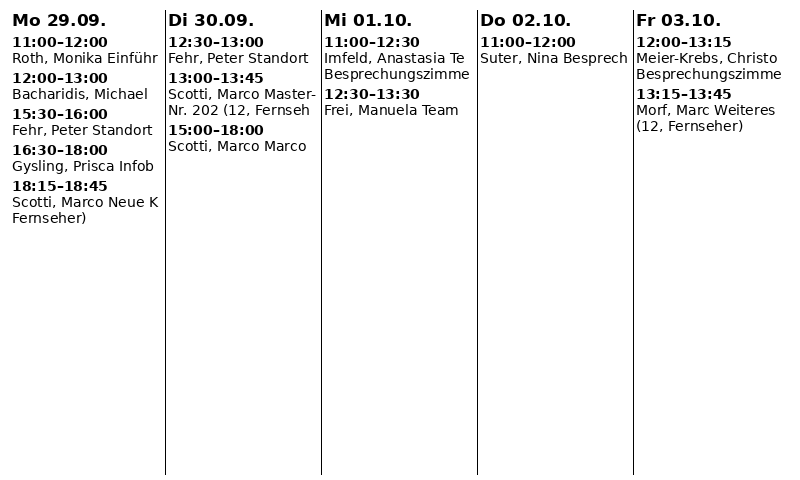 Mo 29.09.
11:00–12:00
Roth, Monika Einführ
12:00–13:00
Bacharidis, Michael
15:30–16:00
Fehr, Peter Standort
16:30–18:00
Gysling, Prisca Infob
18:15–18:45
Scotti, Marco Neue K
Fernseher)
Di 30.09.
12:30–13:00
Fehr, Peter Standort
13:00–13:45
Scotti, Marco Master-
Nr. 202 (12, Fernseh
15:00–18:00
Scotti, Marco Marco
Mi 01.10.
11:00–12:30
Imfeld, Anastasia Te
Besprechungszimme
12:30–13:30
Frei, Manuela Team
Do 02.10.
11:00–12:00
Suter, Nina Besprech
Fr 03.10.
12:00–13:15
Meier-Krebs, Christo
Besprechungszimme
13:15–13:45
Morf, Marc Weiteres
(12, Fernseher)